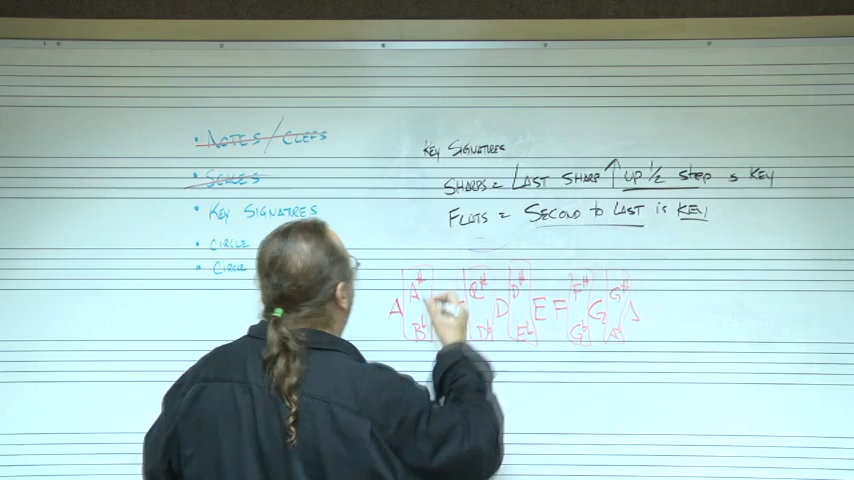 • NOTES / CLEFS
• SCALES
• KEY SIGNATURES
• CIRCLE
• CIRCLE
KEY SIGNATURES
SHARPS = LAST SHARP ↑ UP 1/2 STEP is KEY
FLATS = SECOND TO LAST is KEY
A# C# D# F# G#
A D E F G A
Bb Db Eb Gb Ab